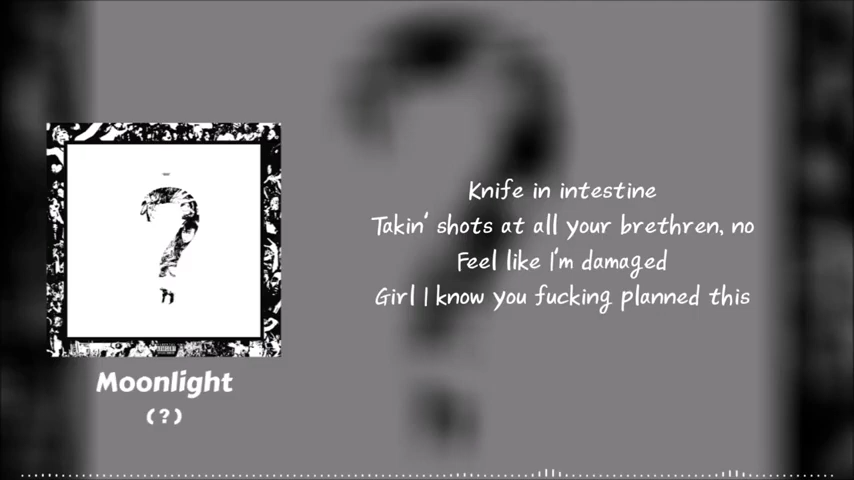 Knife in intestine
Takin' shots at all your brethren, no
Feel like I'm damaged
Girl I know you fucking planned this
Moonlight
(?)